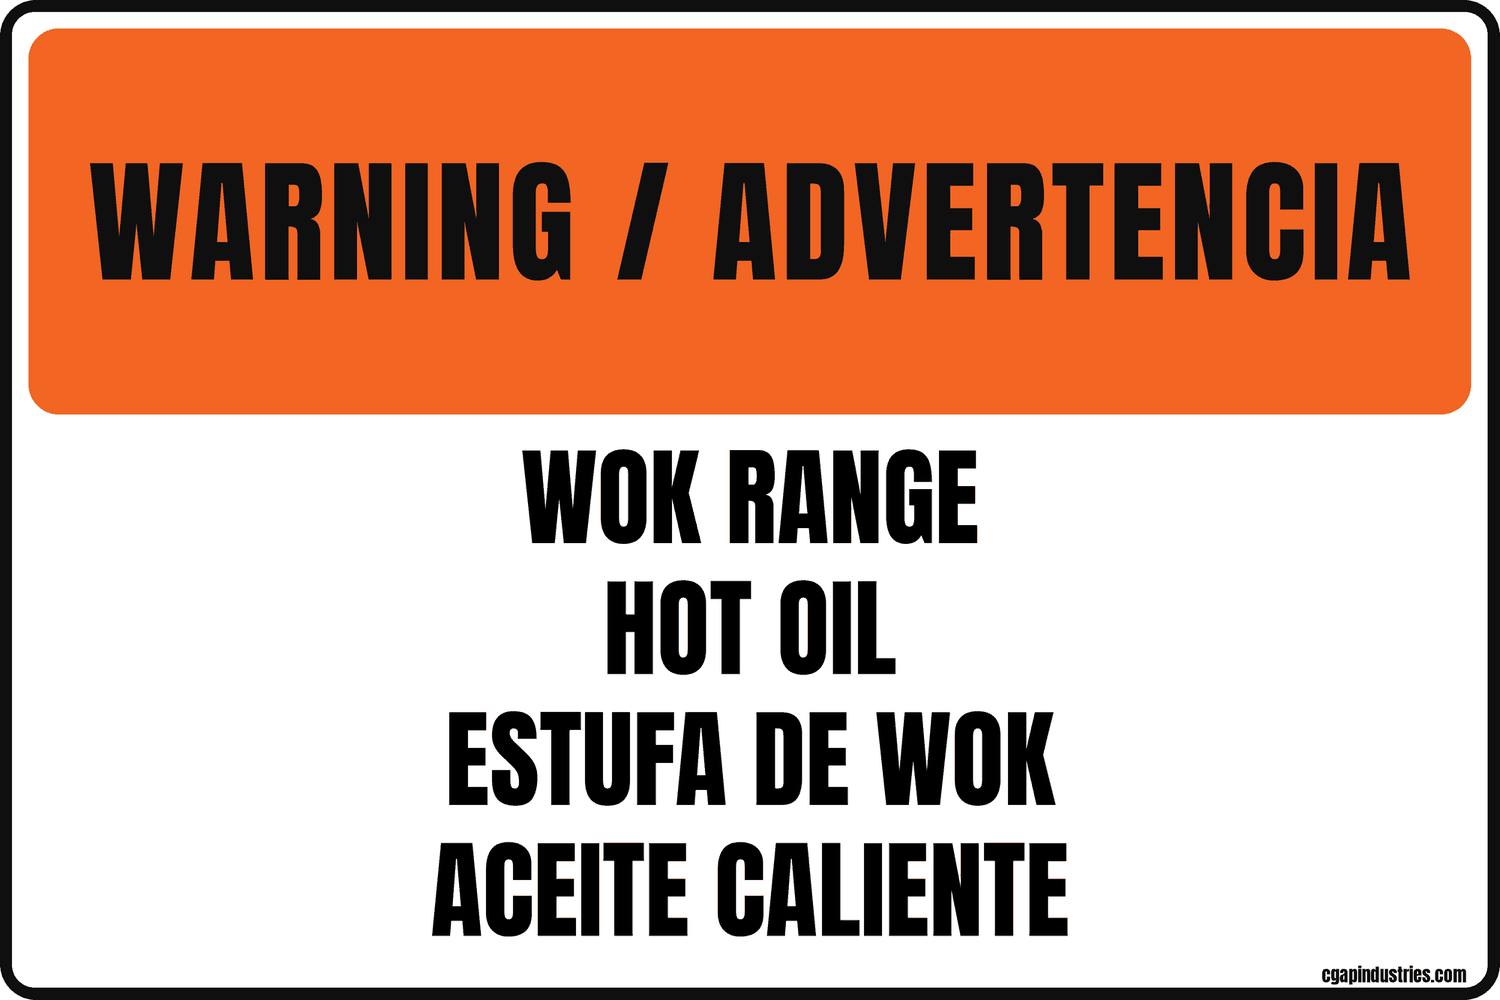 WARNING / ADVERTENCIA
WOK RANGE
HOT OIL
ESTUFA DE WOK
ACEITE CALIENTE
cgapindustries.com